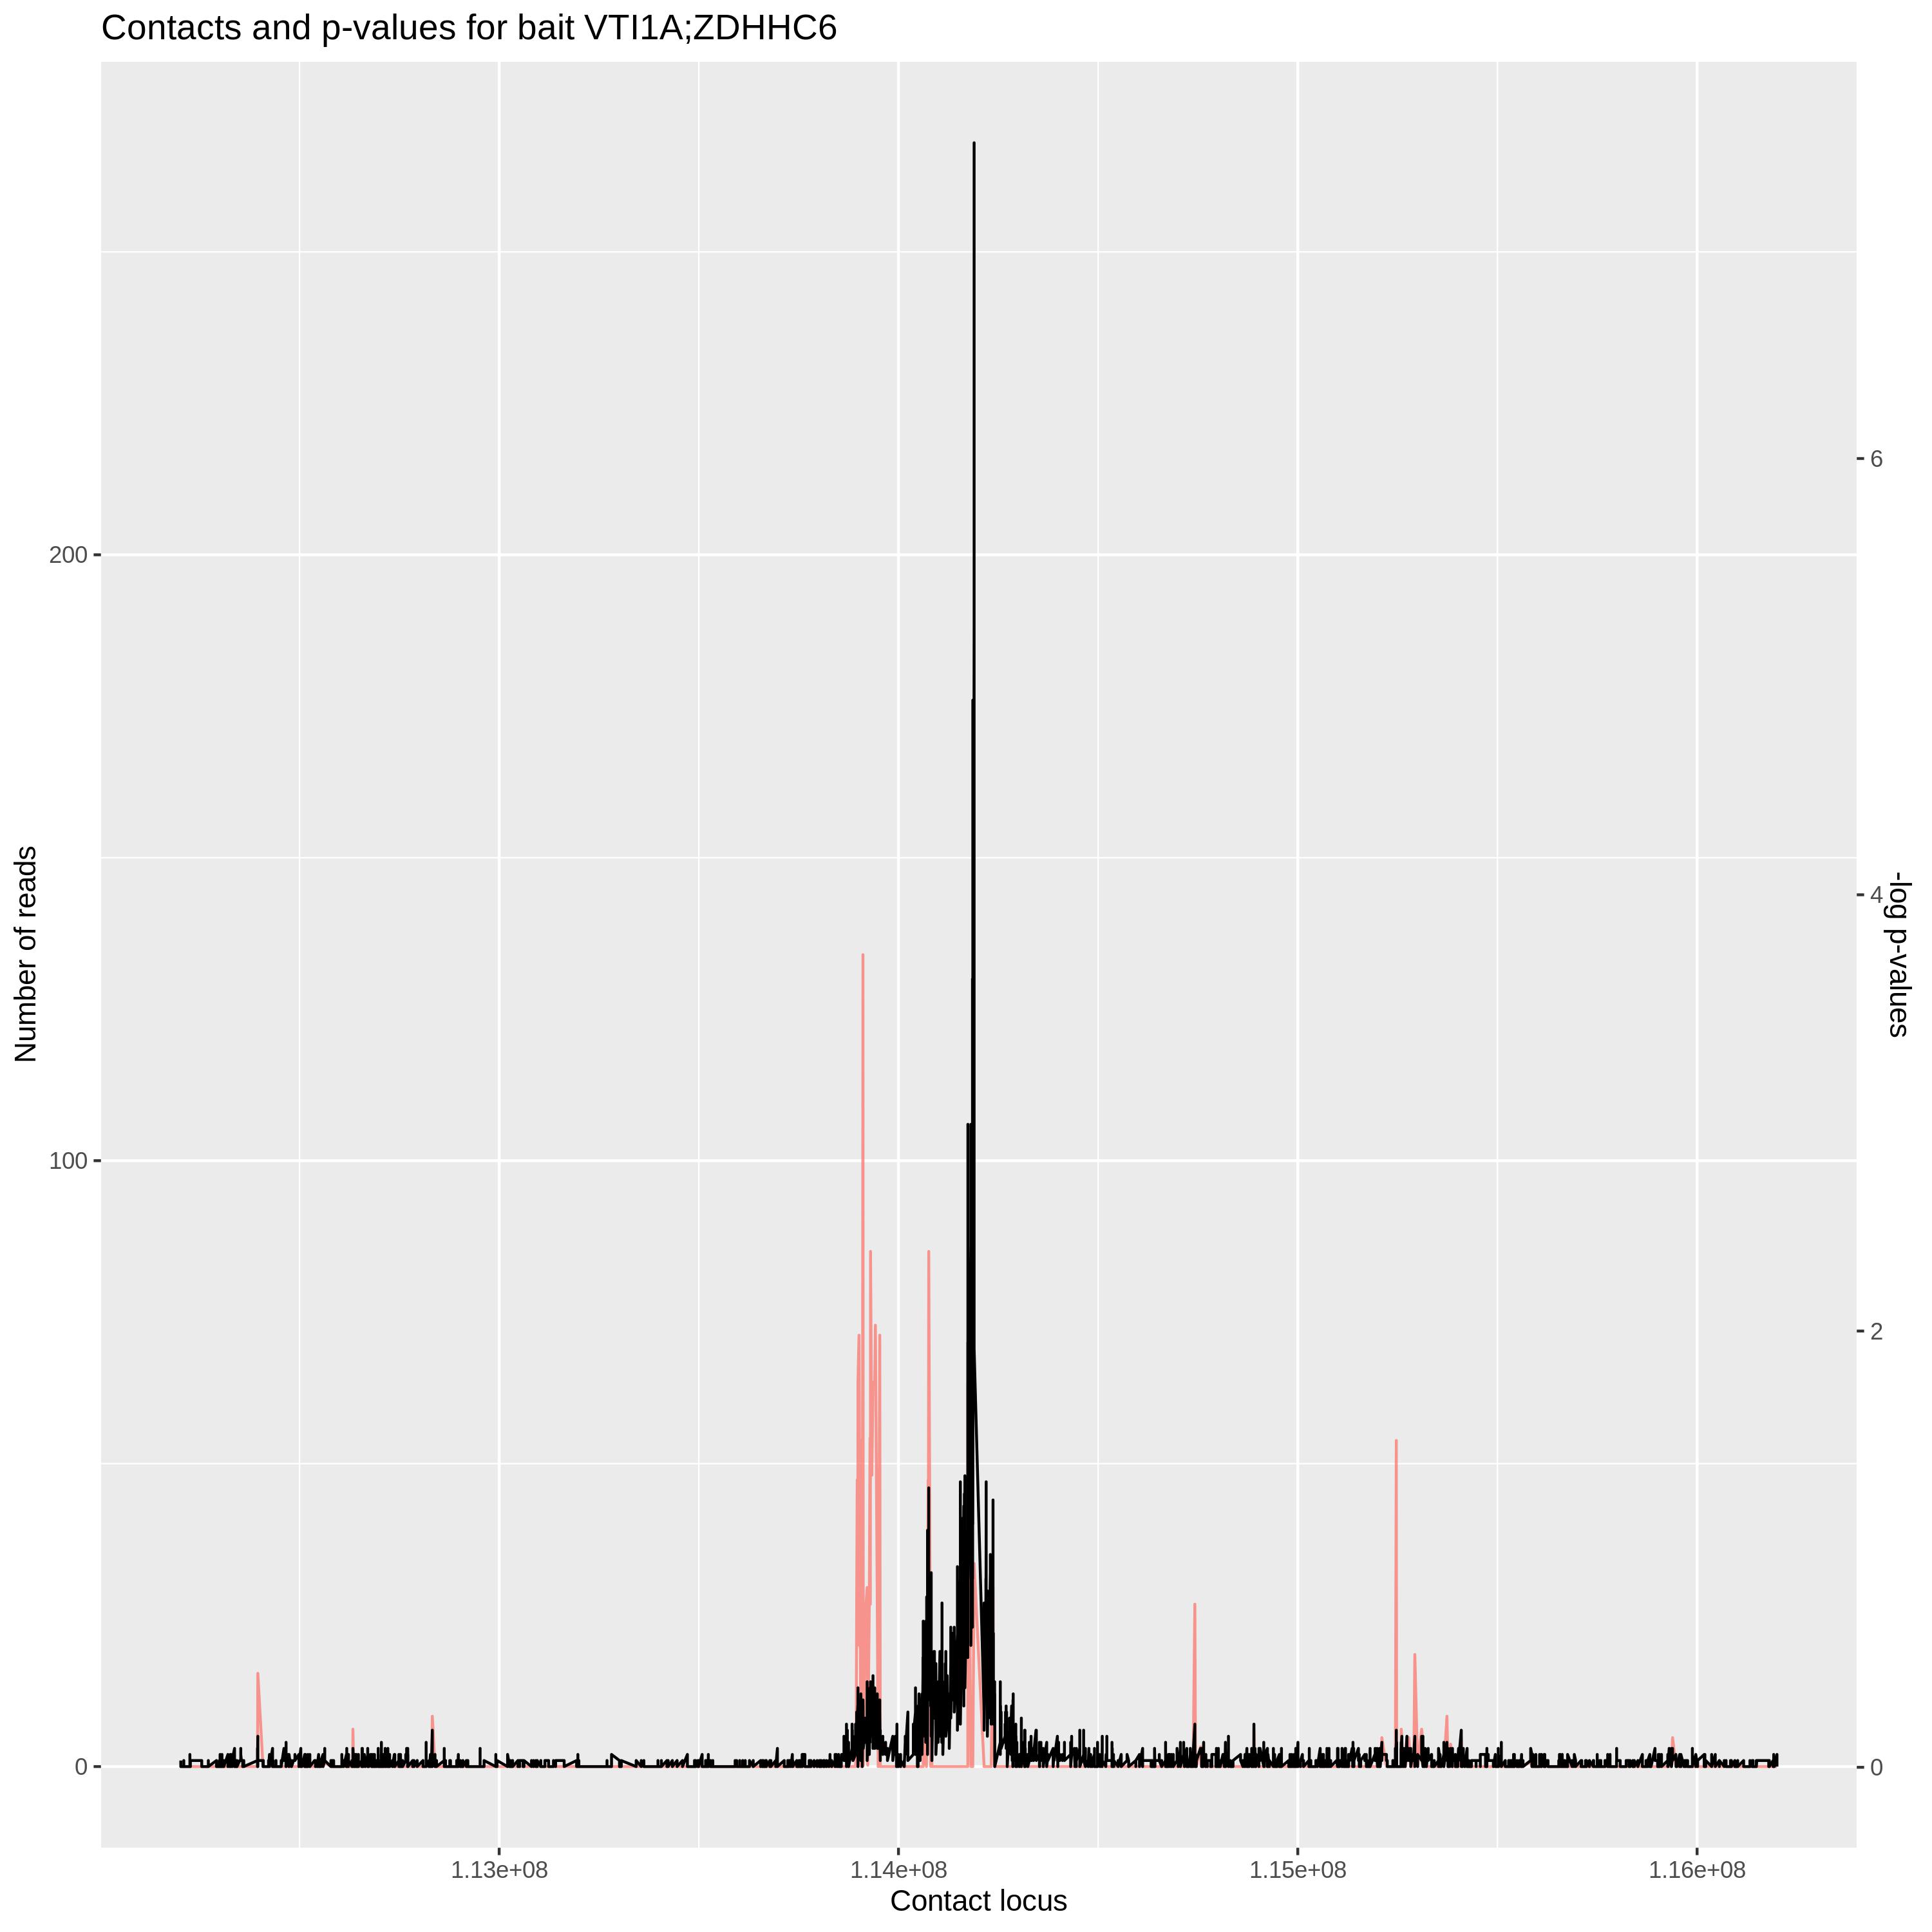 Contacts and p-values for bait VTI1A;ZDHHC6
Number of reads
200
100
0
6
4
2
0
-log p-values
1.13e+08
1.14e+08
1.15e+08
1.16e+08
Contact locus